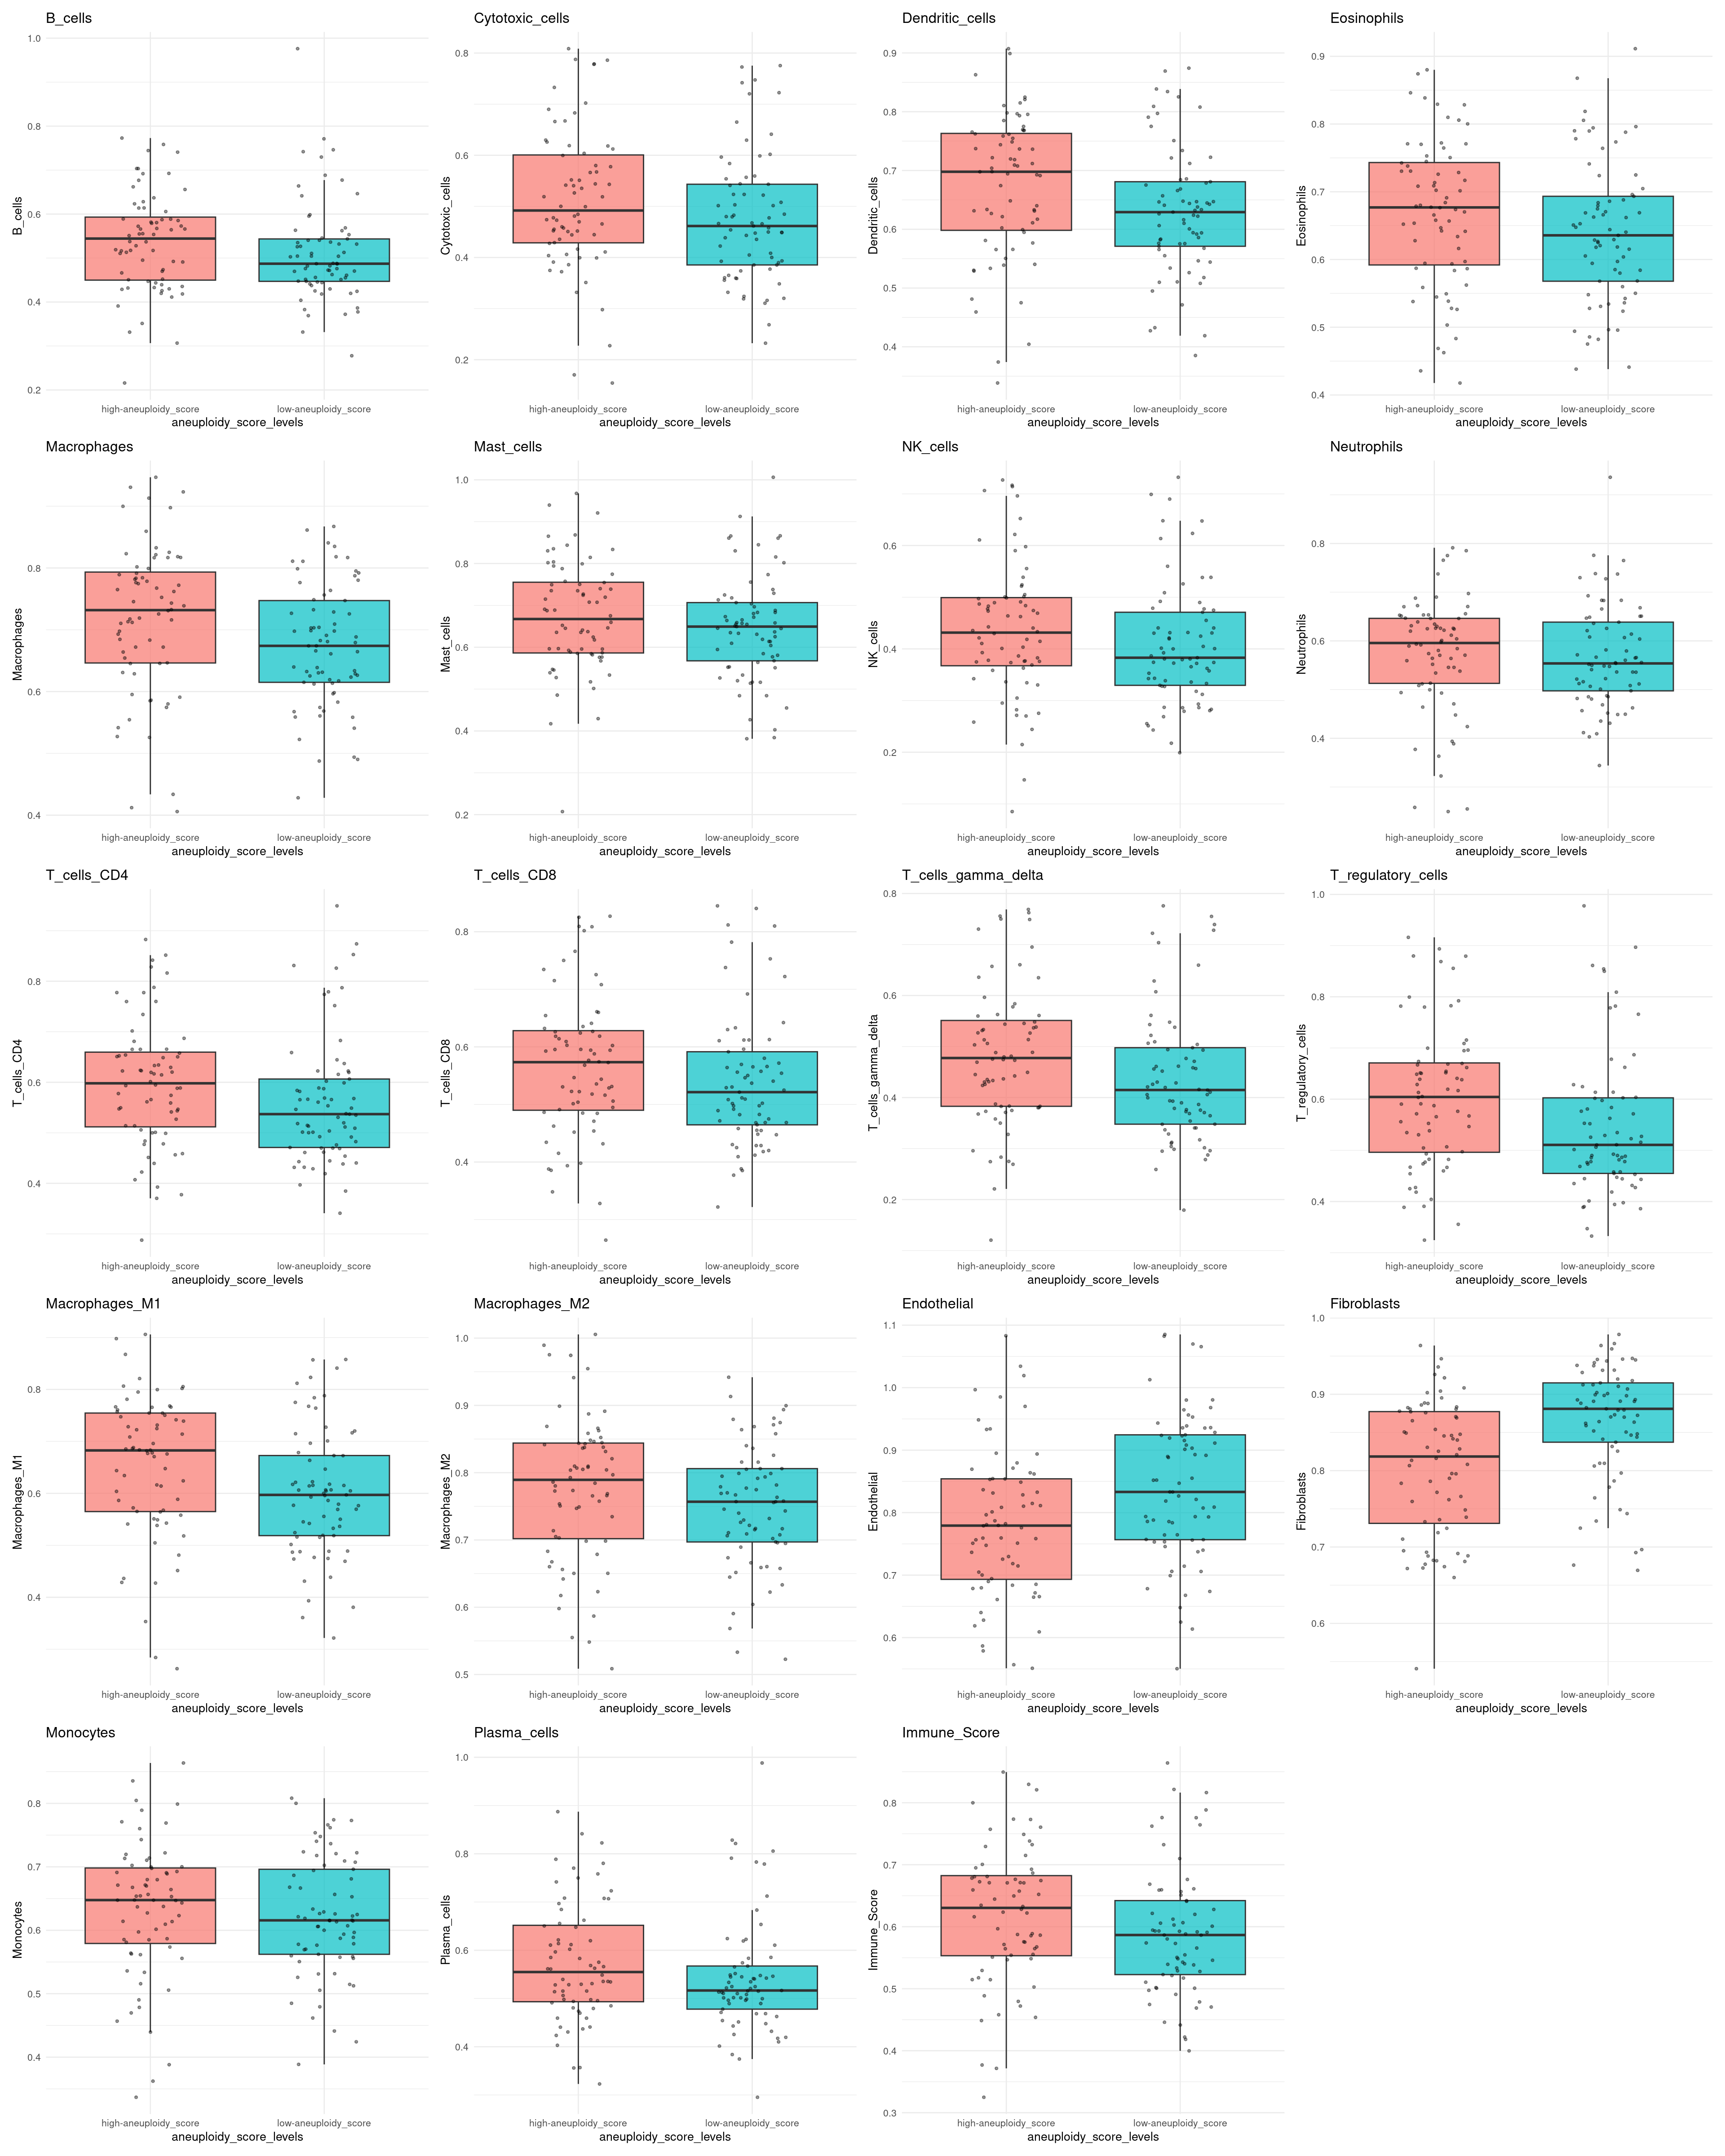 B_cells
Cytotoxic_cells
Dendritic_cells
Eosinophils
1.0
0.8
0.6
0.4
0.2
B_cells
0.8
0.6
0.4
0.2
Cytotoxic_cells
0.9
0.8
0.7
0.6
0.5
0.4
Dendritic_cells
0.9
0.8
0.7
0.6
0.5
0.4
Eosinophils
high-aneuploidy_score low-aneuploidy_score
high-aneuploidy_score low-aneuploidy_score
high-aneuploidy_score low-aneuploidy_score
high-aneuploidy_score low-aneuploidy_score
aneuploidy_score_levels
aneuploidy_score_levels
aneuploidy_score_levels
aneuploidy_score_levels
Macrophages
Mast_cells
NK_cells
Neutrophils
0.8
0.6
0.4
Macrophages
1.0
0.8
0.6
0.4
0.2
Mast_cells
0.6
0.4
0.2
NK_cells
0.8
0.6
0.4
Neutrophils
high-aneuploidy_score low-aneuploidy_score
high-aneuploidy_score low-aneuploidy_score
high-aneuploidy_score low-aneuploidy_score
high-aneuploidy_score low-aneuploidy_score
aneuploidy_score_levels
aneuploidy_score_levels
aneuploidy_score_levels
aneuploidy_score_levels
T_cells_CD4
T_cells_CD8
T_cells_gamma_delta
T_regulatory_cells
0.8
0.6
0.4
T_cells_CD4
0.8
0.6
0.4
T_cells_CD8
0.8
0.6
0.4
0.2
T_cells_gamma_delta
1.0
0.8
0.6
0.4
T_regulatory_cells
high-aneuploidy_score low-aneuploidy_score
high-aneuploidy_score low-aneuploidy_score
high-aneuploidy_score low-aneuploidy_score
high-aneuploidy_score low-aneuploidy_score
aneuploidy_score_levels
aneuploidy_score_levels
aneuploidy_score_levels
aneuploidy_score_levels
Macrophages_M1
Macrophages_M2
Endothelial
Fibroblasts
0.8
0.6
0.4
Macrophages_M1
1.0
0.9
0.8
0.7
0.6
0.5
Macrophages_M2
1.1
1.0
0.9
0.8
0.7
0.6
Endothelial
1.0
0.9
0.8
0.7
0.6
Fibroblasts
high-aneuploidy_score low-aneuploidy_score
high-aneuploidy_score low-aneuploidy_score
high-aneuploidy_score low-aneuploidy_score
high-aneuploidy_score low-aneuploidy_score
aneuploidy_score_levels
aneuploidy_score_levels
aneuploidy_score_levels
aneuploidy_score_levels
Monocytes
Plasma_cells
Immune_Score
0.8
0.7
0.6
0.5
0.4
Monocytes
1.0
0.8
0.6
0.4
Plasma_cells
0.8
0.7
0.6
0.5
0.4
0.3
Immune_Score
high-aneuploidy_score low-aneuploidy_score
high-aneuploidy_score low-aneuploidy_score
high-aneuploidy_score low-aneuploidy_score
aneuploidy_score_levels
aneuploidy_score_levels
aneuploidy_score_levels